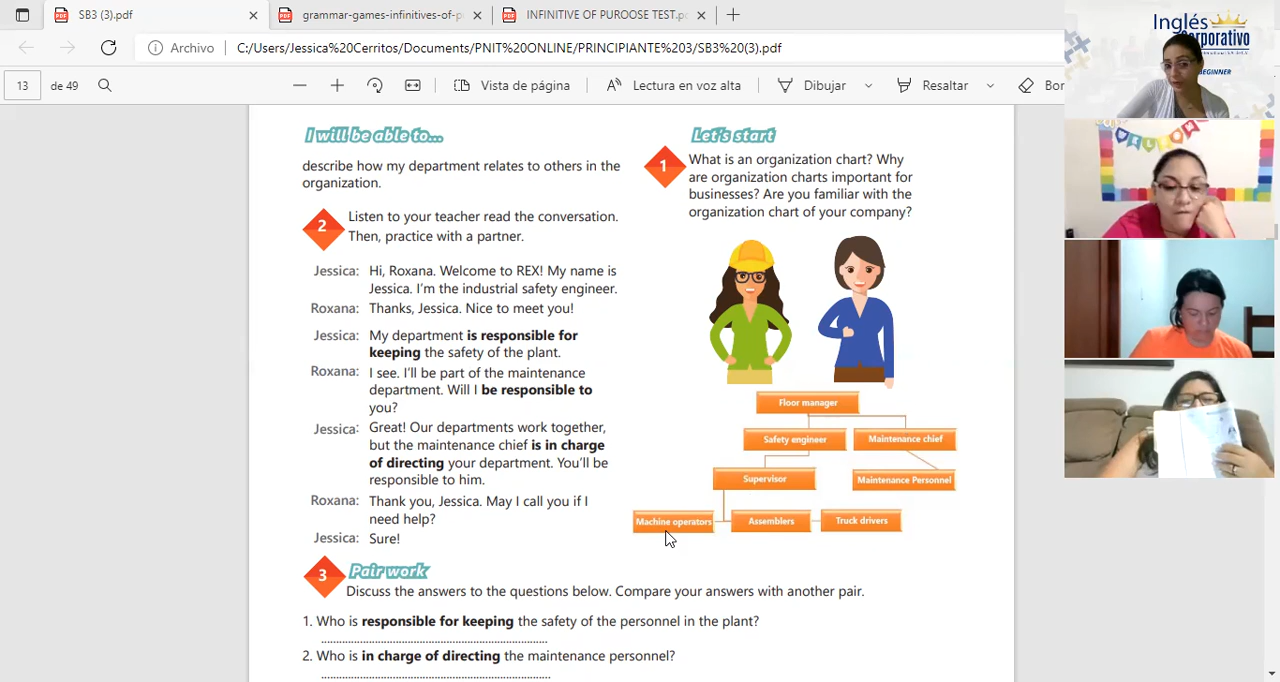 SB3 (3).pdf
grammar-games-infinitives-of-p
INFINITIVE OF PUROOSE TEST.p
Archivo
C:/Users/Jessica%20Cerritos/Documents/PNIT%20ONLINE/PRINCIPIANTE%203/SB3%20(3).pdf
13 de 49
Vista de página
Lectura en voz alta
Dibujar
Resaltar
Bor
Inglés
Corporativo
BEGINNER
I will be able to...
describe how my department relates to others in the
organization.
2
Listen to your teacher read the conversation.
Then, practice with a partner.
Jessica: Hi, Roxana. Welcome to REX! My name is
Jessica. I'm the industrial safety engineer.
Roxana: Thanks, Jessica. Nice to meet you!
Jessica: My department is responsible for
keeping the safety of the plant.
Roxana: I see. I'll be part of the maintenance
department. Will I be responsible to
you?
Jessica: Great! Our departments work together,
but the maintenance chief is in charge
of directing your department. You'll be
responsible to him.
Roxana: Thank you, Jessica. May I call you if I
need help?
Jessica: Sure!
Let's start
1
What is an organization chart? Why
are organization charts important for
businesses? Are you familiar with the
organization chart of your company?
Floor manager
Safety engineer
Maintenance chief
Supervisor
Maintenance Personnel
Machine operators
Assemblers
Truck drivers
3
Pair work
Discuss the answers to the questions below. Compare your answers with another pair.
1. Who is responsible for keeping the safety of the personnel in the plant?
2. Who is in charge of directing the maintenance personnel?